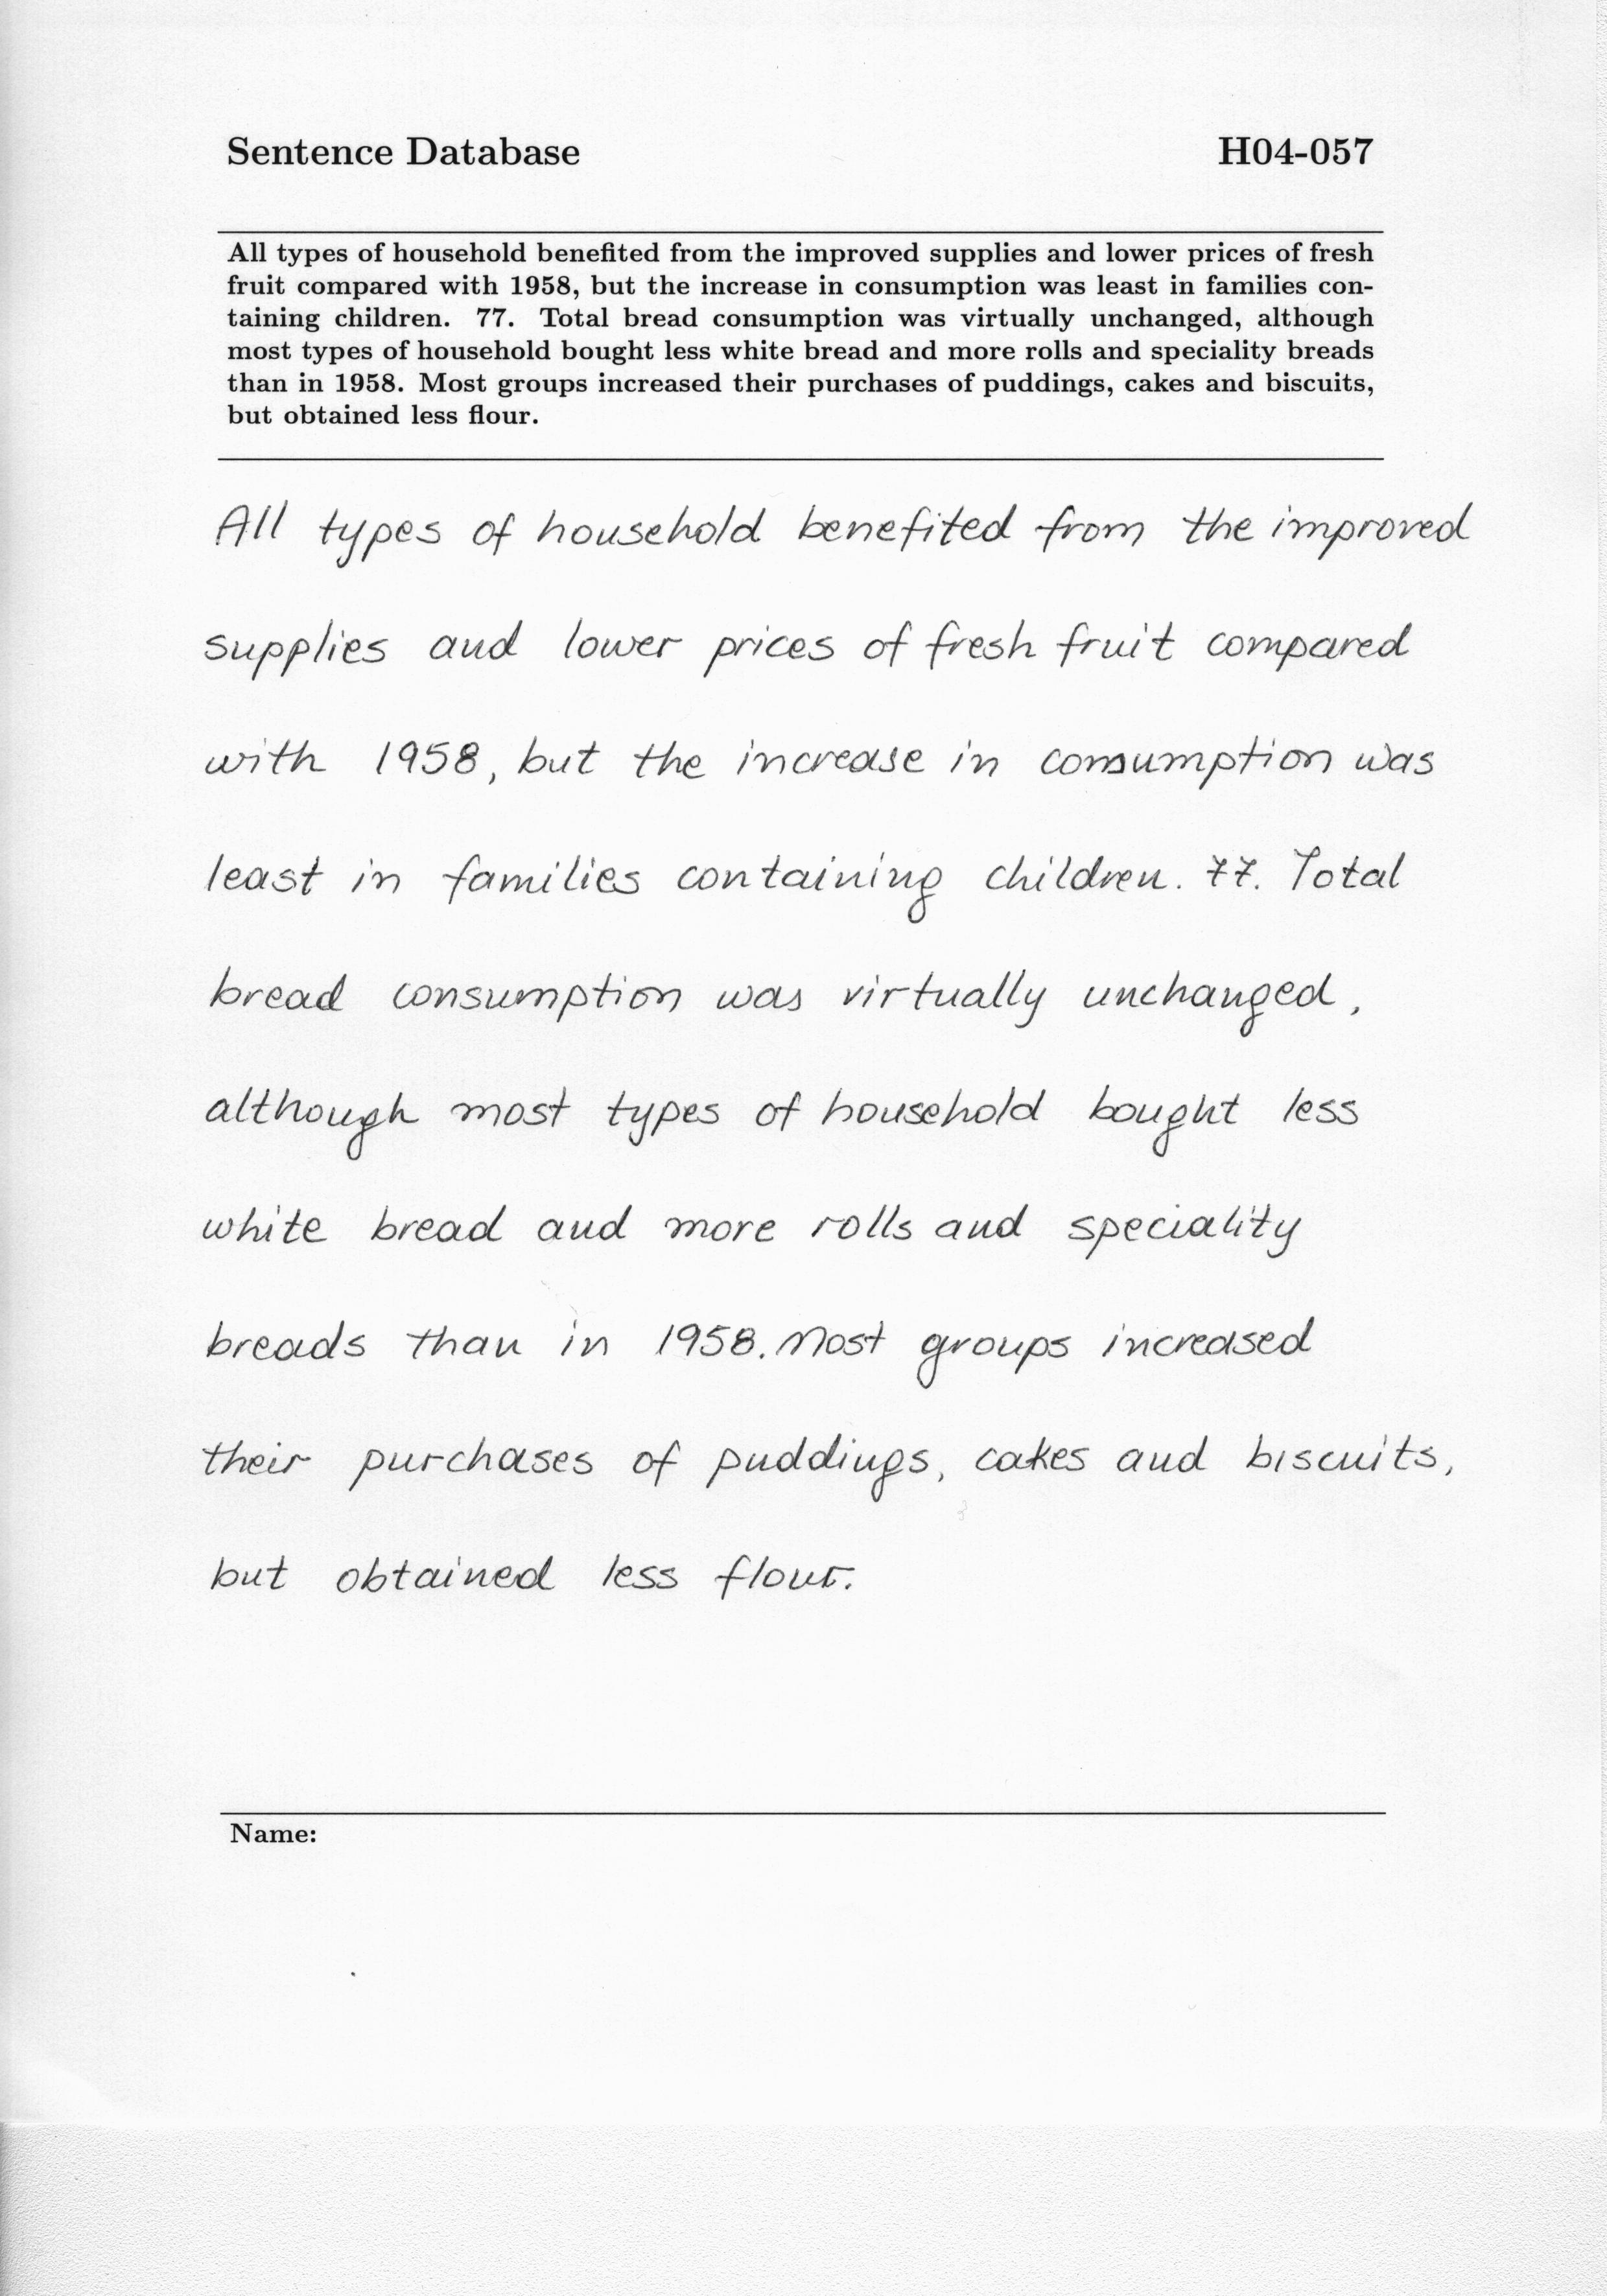 Sentence Database H04-057
All types of household benefited from the improved supplies and lower prices of fresh
fruit compared with 1958, but the increase in consumption was least in families con-
taining children. 77. Total bread consumption was virtually unchanged, although
most types of household bought less white bread and more rolls and speciality breads
than in 1958. Most groups increased their purchases of puddings, cakes and biscuits,
but obtained less flour.
All types of household benefited from the improved
supplies and lower prices of fresh fruit compared
with 1958, but the increase in consumption was
least in families containing children. 77. Total
bread consumption was virtually unchanged,
although most types of household bought less
white bread and more rolls and speciality
breads than in 1958. Most groups increased
their purchases of puddings, cakes and biscuits,
but obtained less flour.
Name: